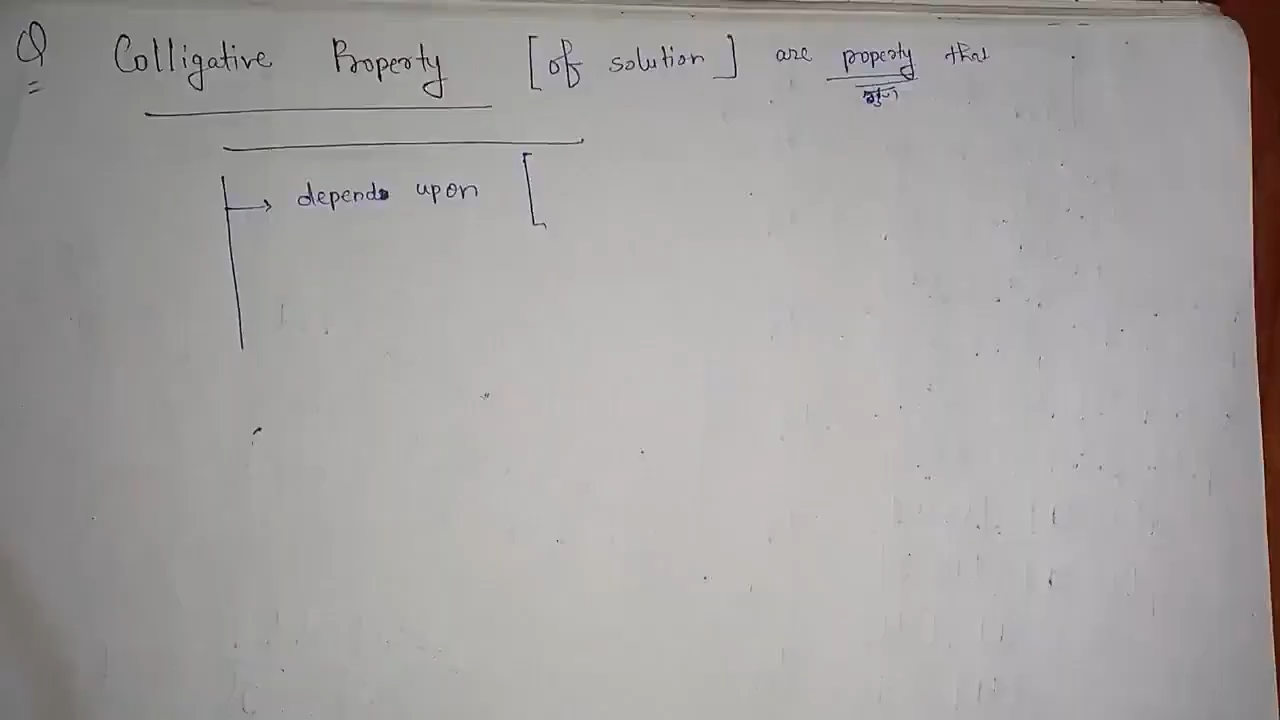 Q Colligative Property [of solution] are property that
गुण
→ depends upon [